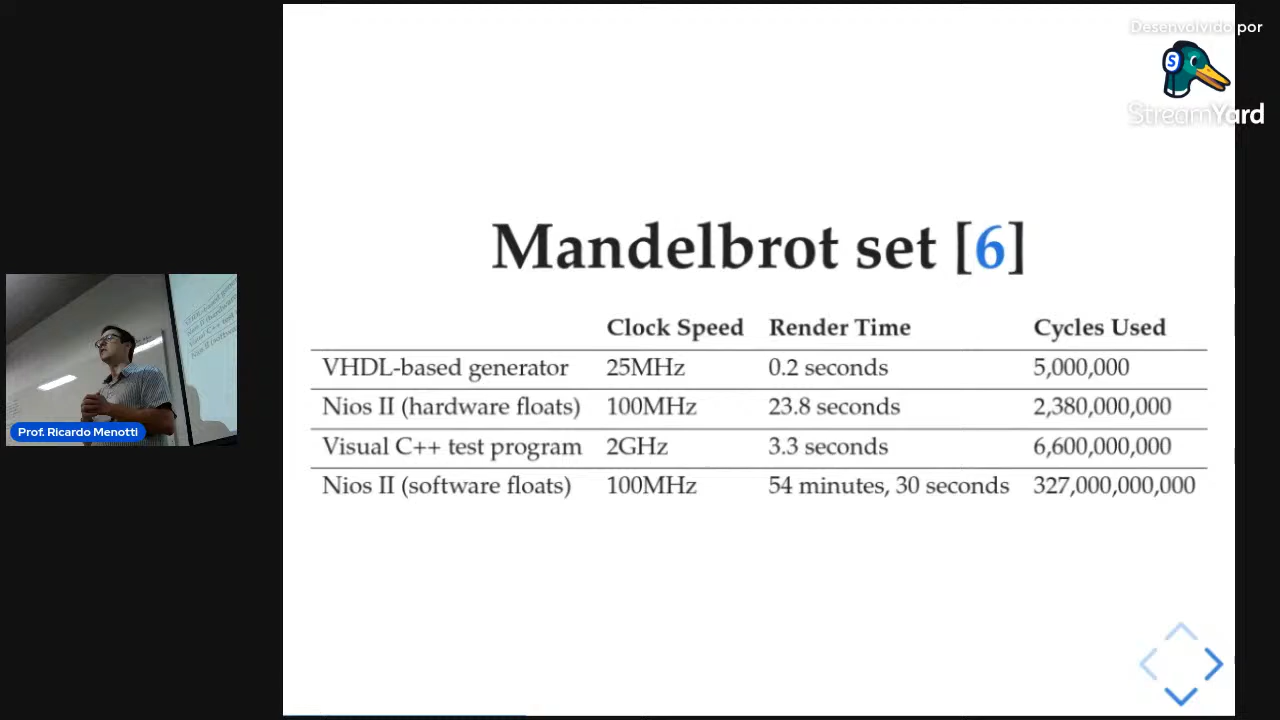 Desenvolvido por
StreamYard
Mandelbrot set [6]
Clock Speed Render Time Cycles Used
VHDL-based generator 25MHz 0.2 seconds 5,000,000
Nios II (hardware floats) 100MHz 23.8 seconds 2,380,000,000
Visual C++ test program 2GHz 3.3 seconds 6,600,000,000
Nios II (software floats) 100MHz 54 minutes, 30 seconds 327,000,000,000
Prof. Ricardo Menotti